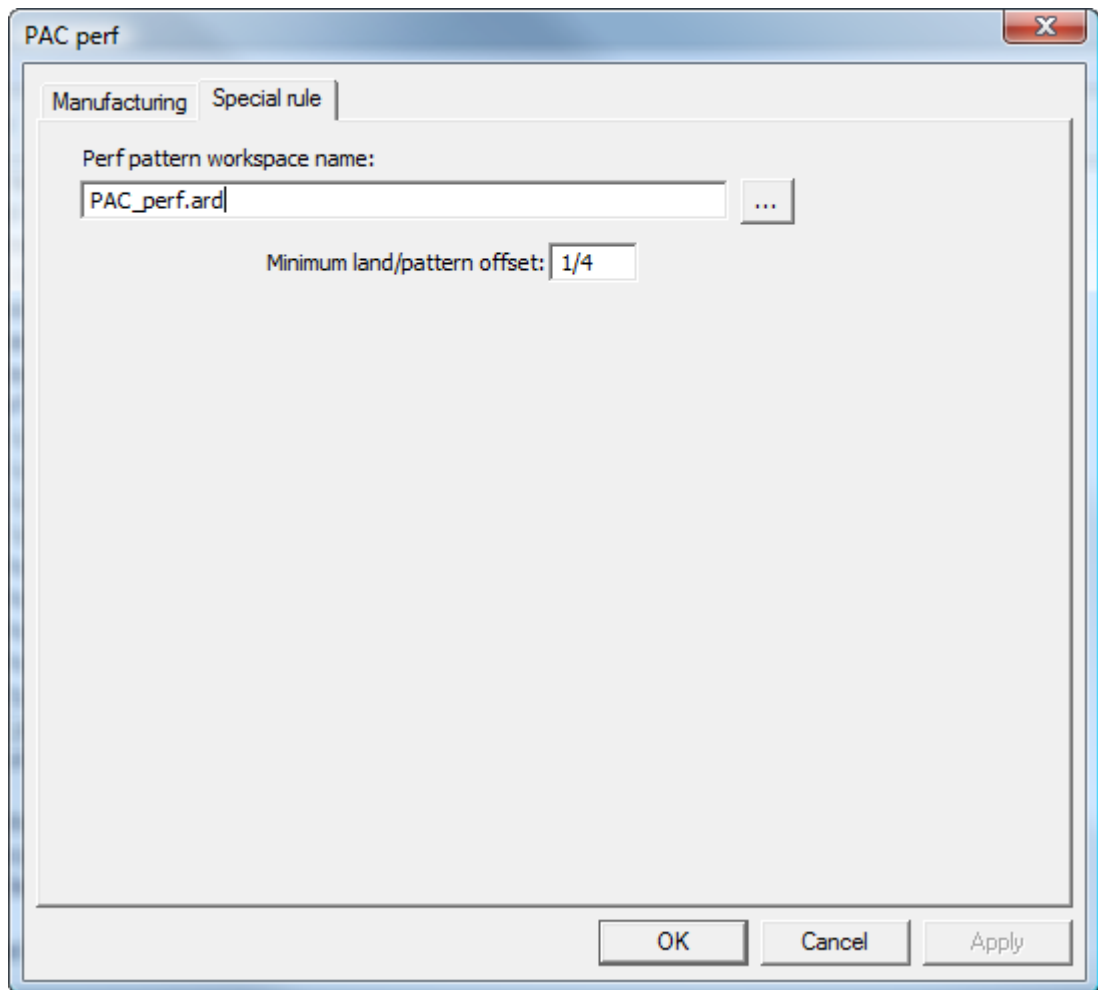 PAC perf
X
Manufacturing Special rule
Perf pattern workspace name:
PAC_perf.ard ...
Minimum land/pattern offset: 1/4
OK Cancel Apply